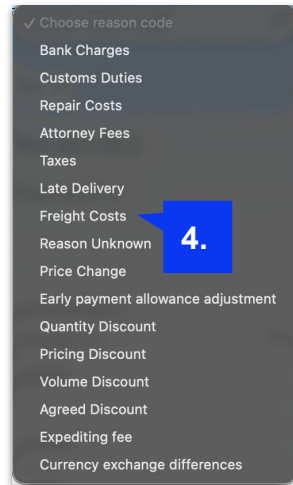 ✓ Choose reason code
Bank Charges
Customs Duties
Repair Costs
Attorney Fees
Taxes
Late Delivery
Freight Costs
4.
Reason Unknown
Price Change
Early payment allowance adjustment
Quantity Discount
Pricing Discount
Volume Discount
Agreed Discount
Expediting fee
Currency exchange differences